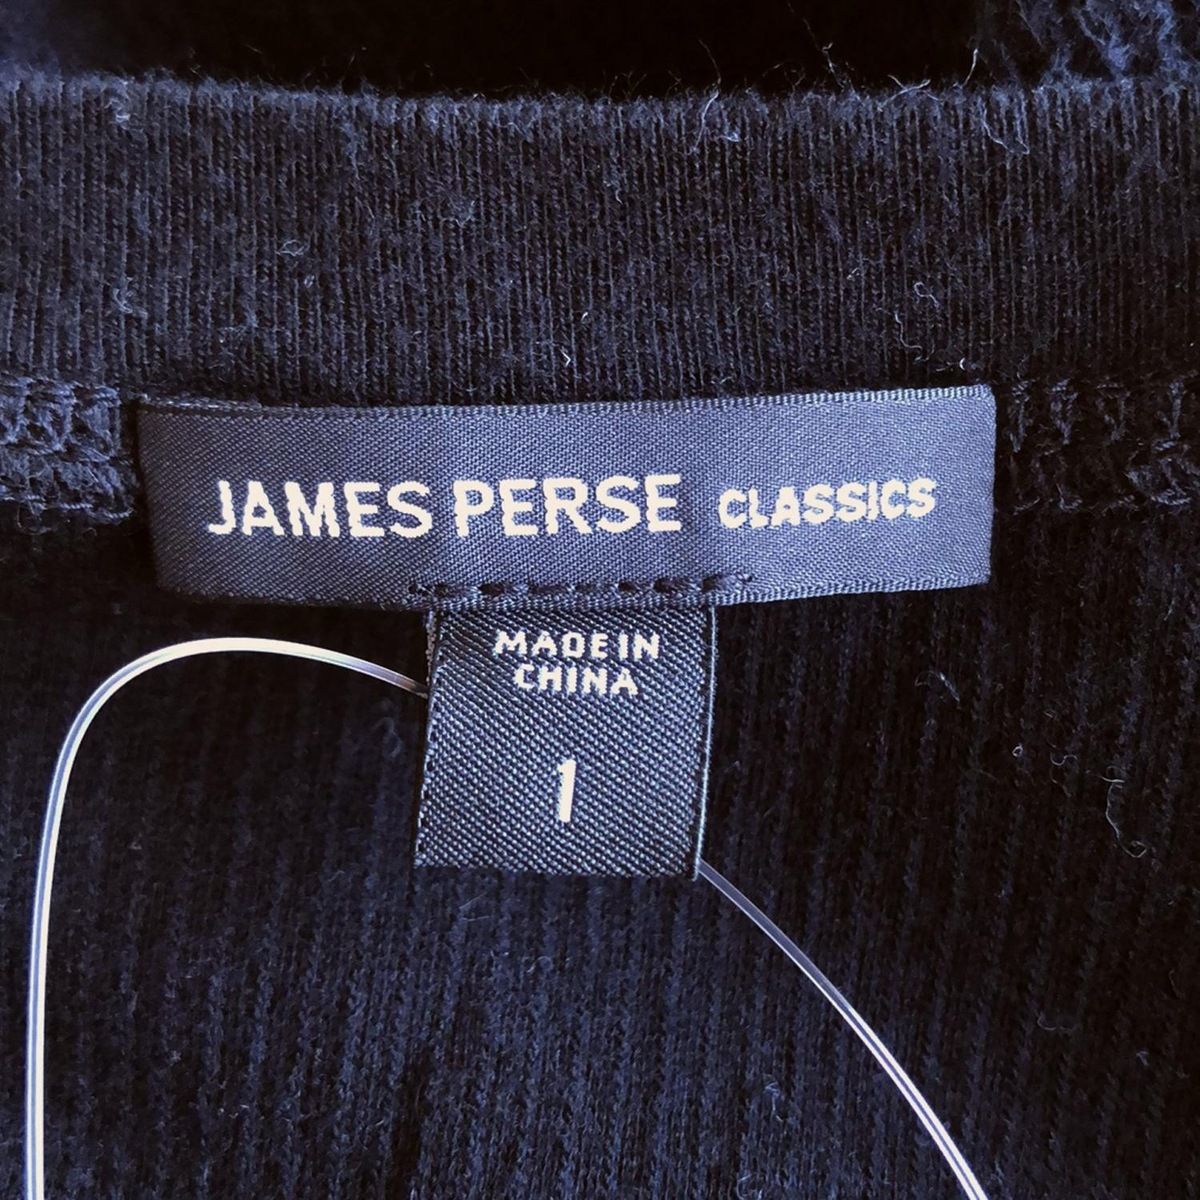 JAMES PERSE CLASSICS
MADE IN
CHINA
1